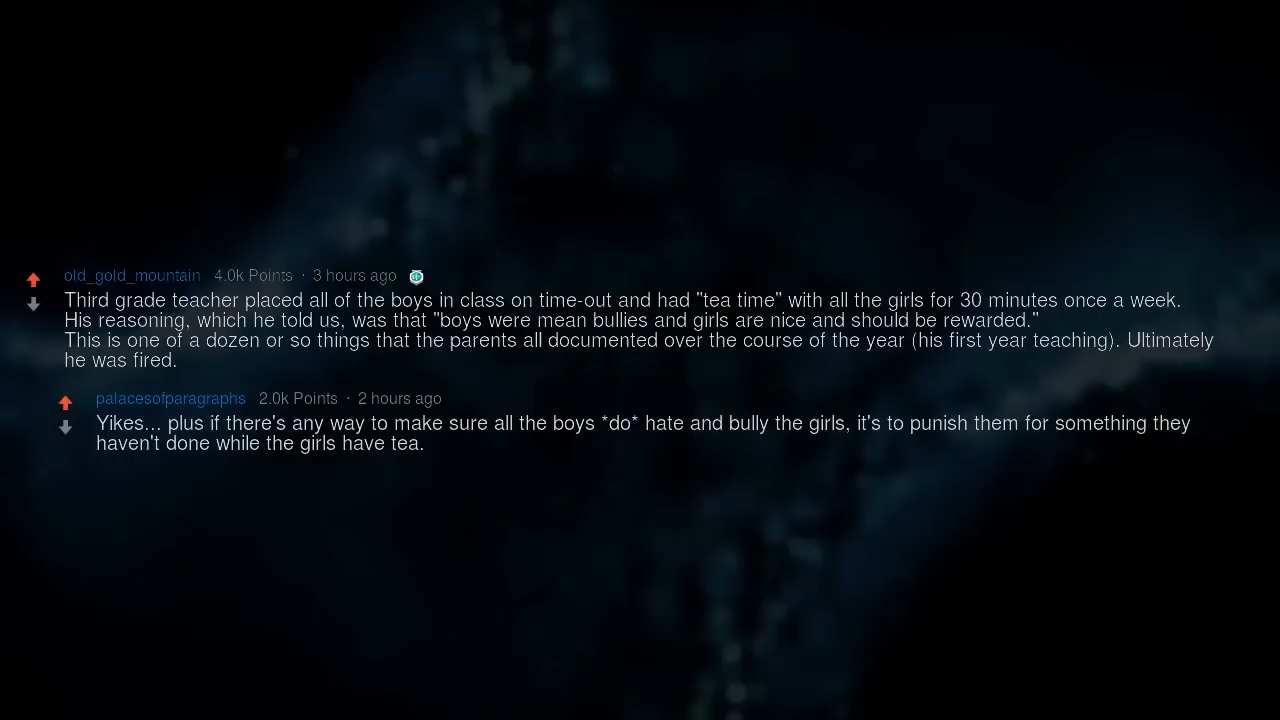 old_gold_mountain 4.0k Points · 3 hours ago
Third grade teacher placed all of the boys in class on time-out and had "tea time" with all the girls for 30 minutes once a week.
His reasoning, which he told us, was that "boys were mean bullies and girls are nice and should be rewarded."
This is one of a dozen or so things that the parents all documented over the course of the year (his first year teaching). Ultimately
he was fired.
palacesofparagraphs 2.0k Points · 2 hours ago
Yikes... plus if there's any way to make sure all the boys *do* hate and bully the girls, it's to punish them for something they
haven't done while the girls have tea.